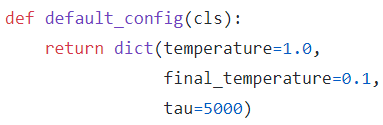 def default_config(cls):
    return dict(temperature=1.0,
                final_temperature=0.1,
                tau=5000)